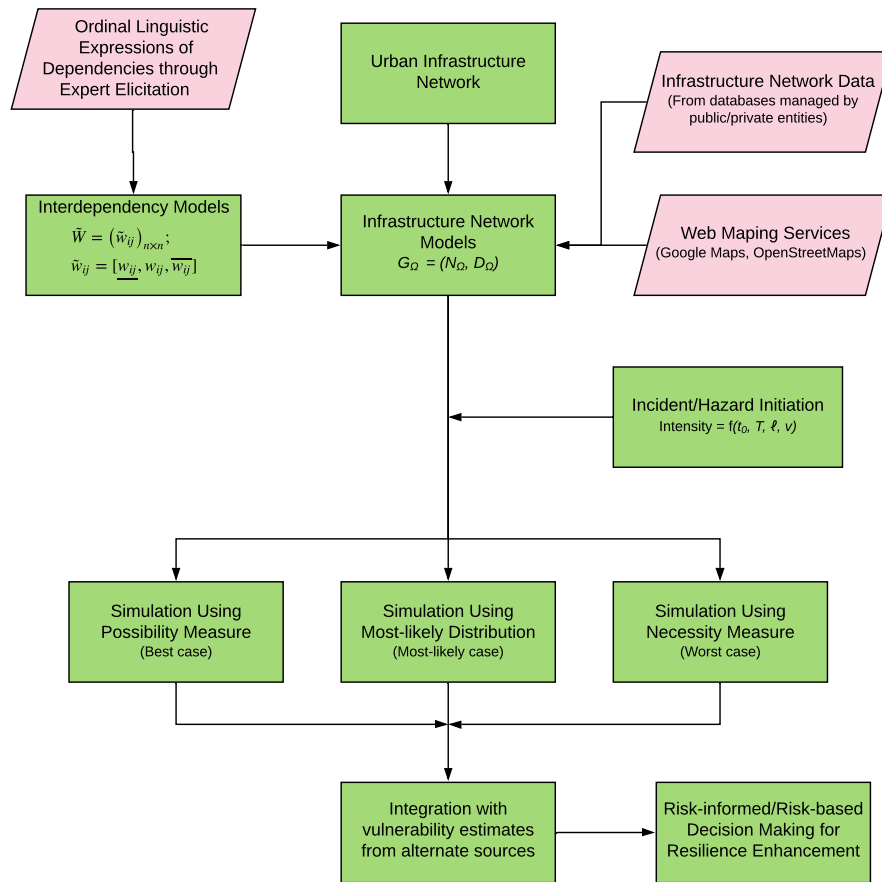 Ordinal Linguistic
Expressions of
Dependencies through
Expert Elicitation
Urban Infrastructure
Network
Infrastructure Network Data
(From databases managed by
public/private entities)
Interdependency Models
W̃ = (w̃ᵢⱼ)ₙₓₙ;
w̃ᵢⱼ = [w̲ᵢⱼ, wᵢⱼ, w̅ᵢⱼ]
Infrastructure Network
Models
G_Ω = (N_Ω, D_Ω)
Web Maping Services
(Google Maps, OpenStreetMaps)
Incident/Hazard Initiation
Intensity = f(t₀, T, ℓ, v)
Simulation Using
Possibility Measure
(Best case)
Simulation Using
Most-likely Distribution
(Most-likely case)
Simulation Using
Necessity Measure
(Worst case)
Integration with
vulnerability estimates
from alternate sources
Risk-informed/Risk-based
Decision Making for
Resilience Enhancement